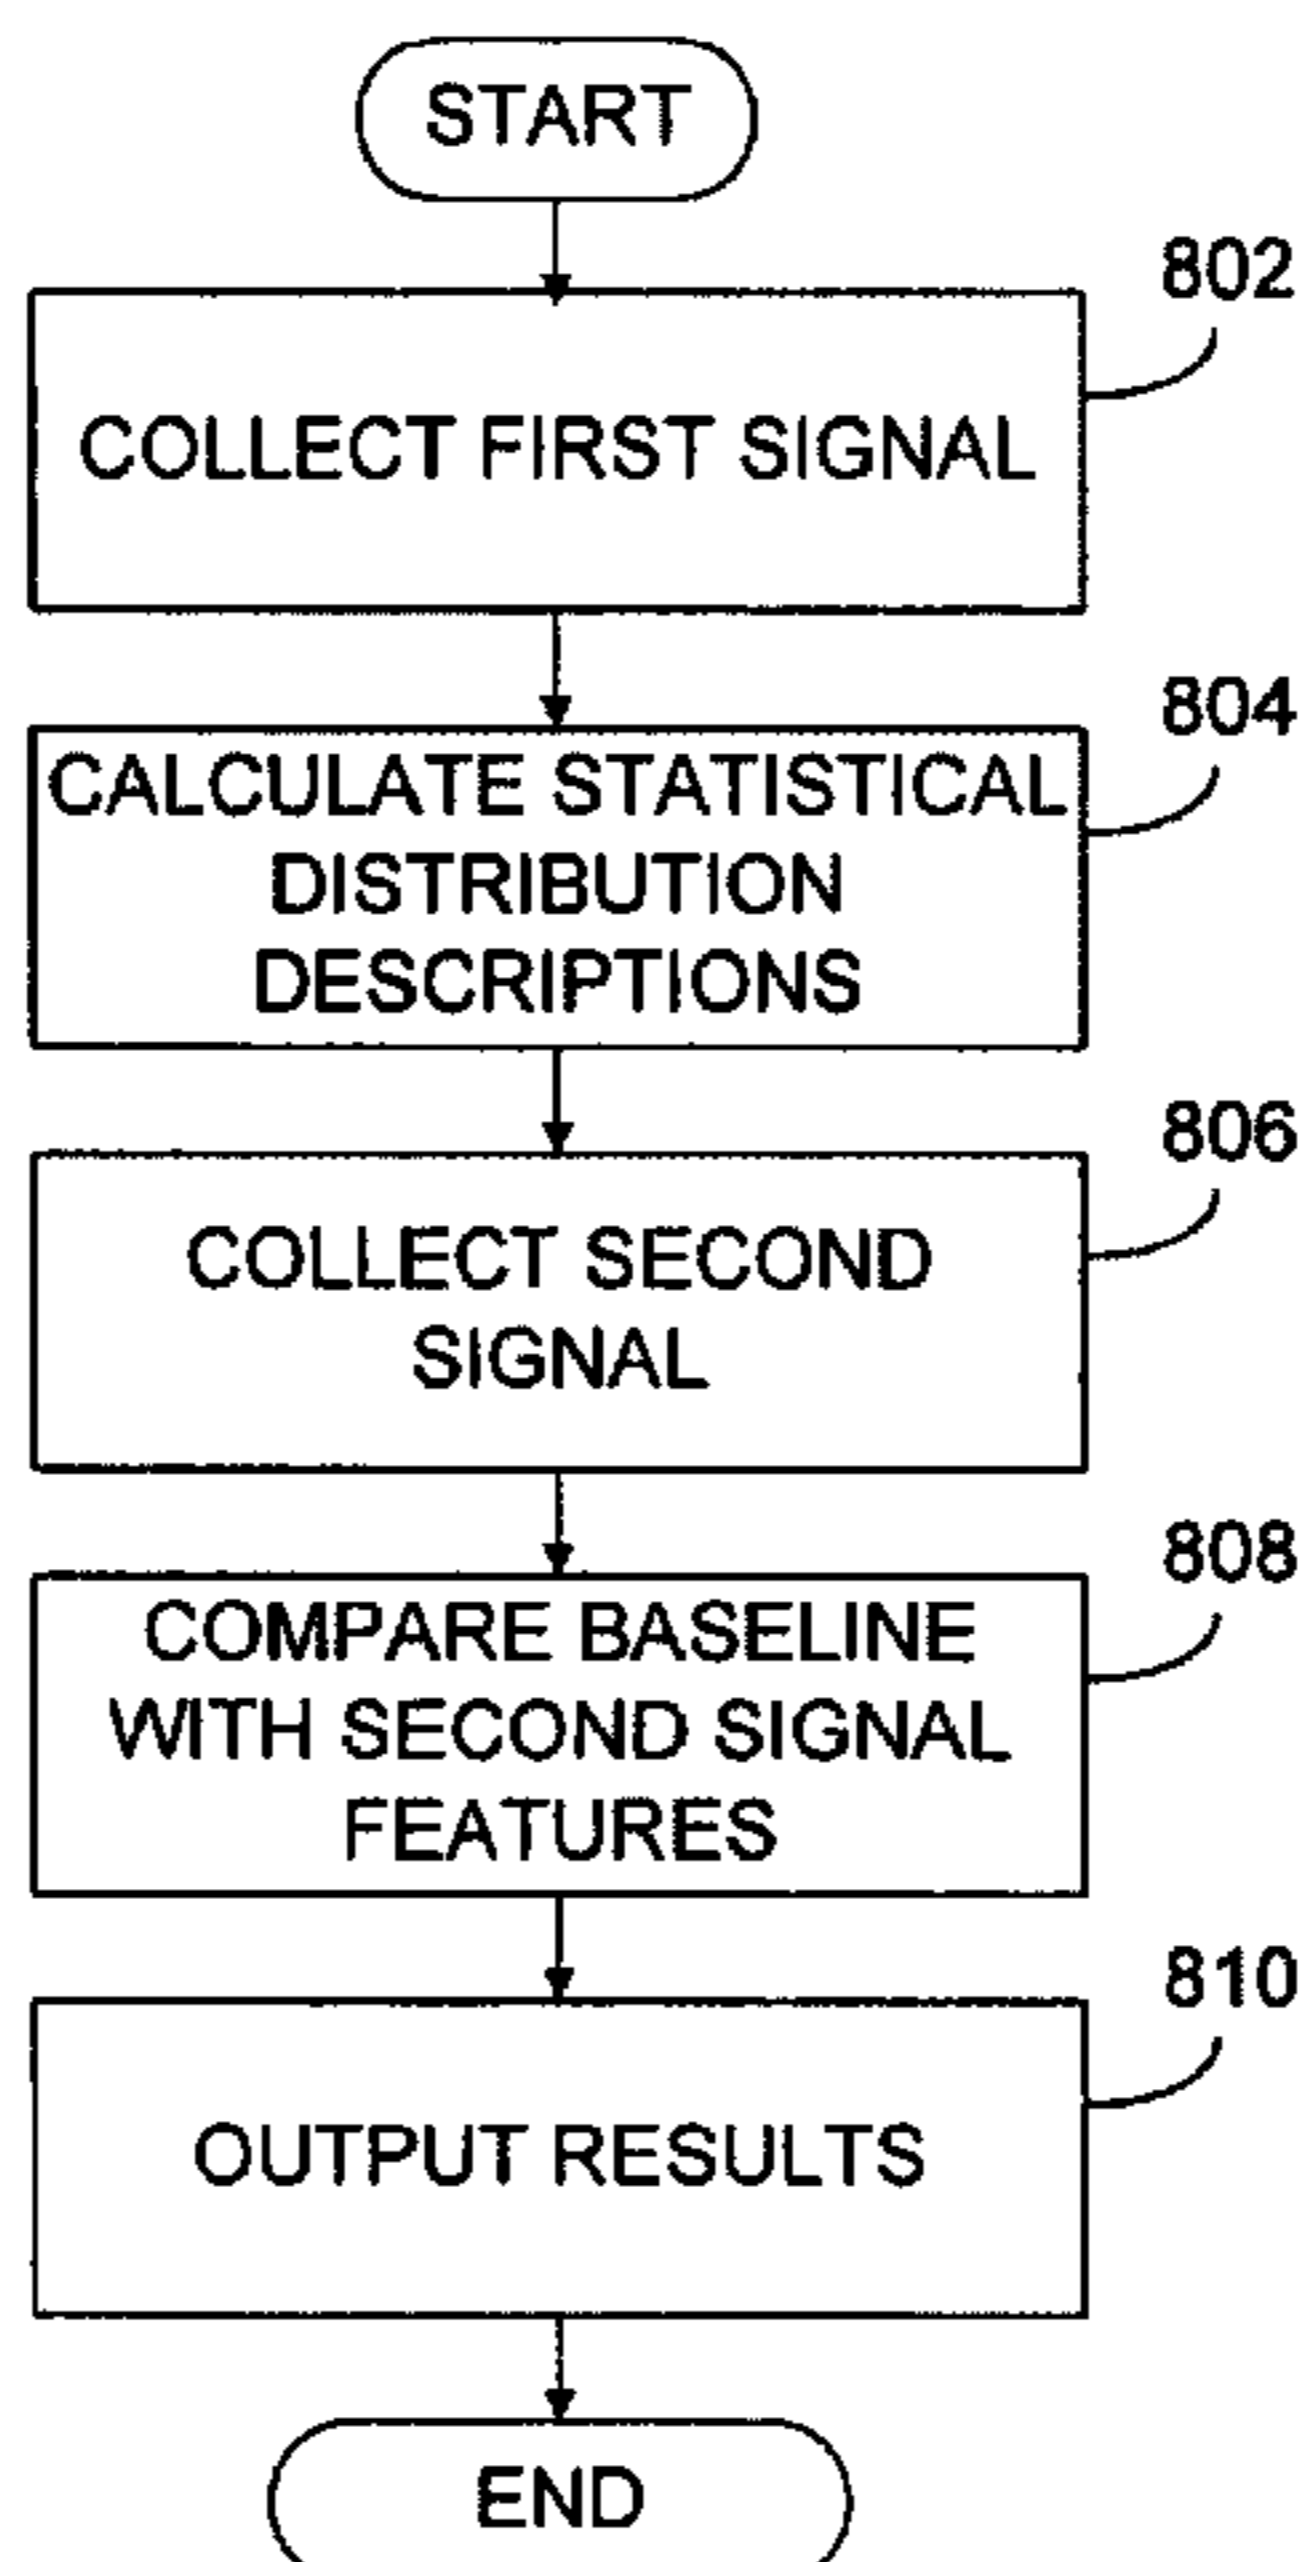 START
802
COLLECT FIRST SIGNAL
804
CALCULATE STATISTICAL
DISTRIBUTION
DESCRIPTIONS
806
COLLECT SECOND
SIGNAL
808
COMPARE BASELINE
WITH SECOND SIGNAL
FEATURES
810
OUTPUT RESULTS
END